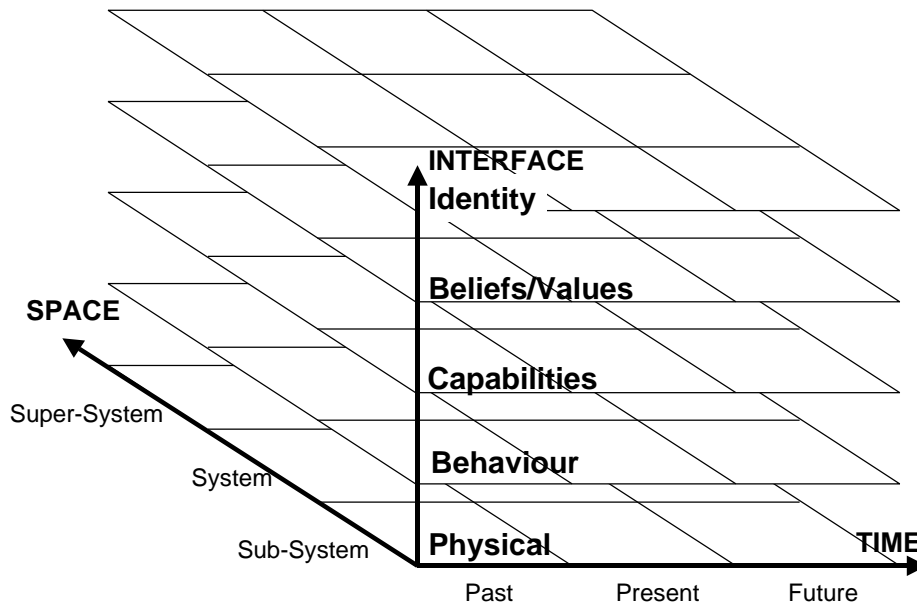 INTERFACE
Identity
Beliefs/Values
SPACE
Capabilities
Super-System
Behaviour
System
Sub-System
Physical
TIME
Past
Present
Future